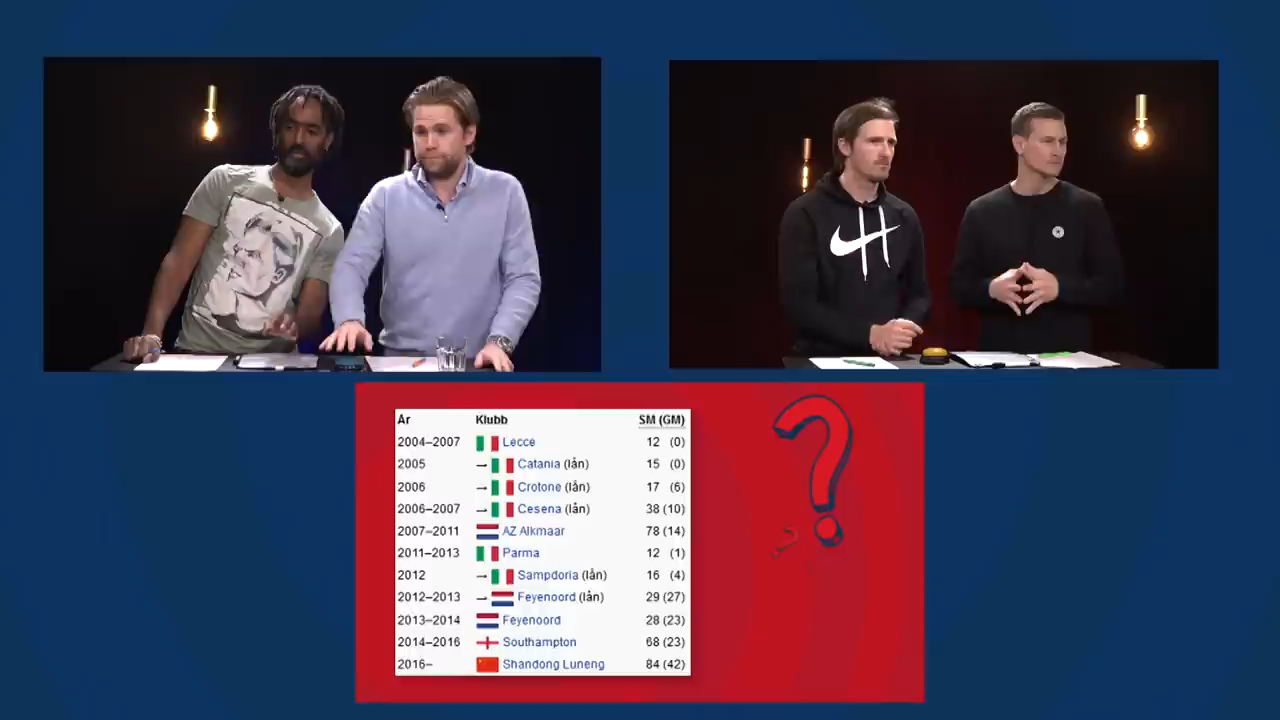 År Klubb SM (GM)
2004–2007 Lecce 12 (0)
2005 → Catania (lån) 15 (0)
2006 → Crotone (lån) 17 (6)
2006–2007 → Cesena (lån) 38 (10)
2007–2011 AZ Alkmaar 78 (14)
2011–2013 Parma 12 (1)
2012 → Sampdoria (lån) 16 (4)
2012–2013 → Feyenoord (lån) 29 (27)
2013–2014 Feyenoord 28 (23)
2014–2016 Southampton 68 (23)
2016– Shandong Luneng 84 (42)
?